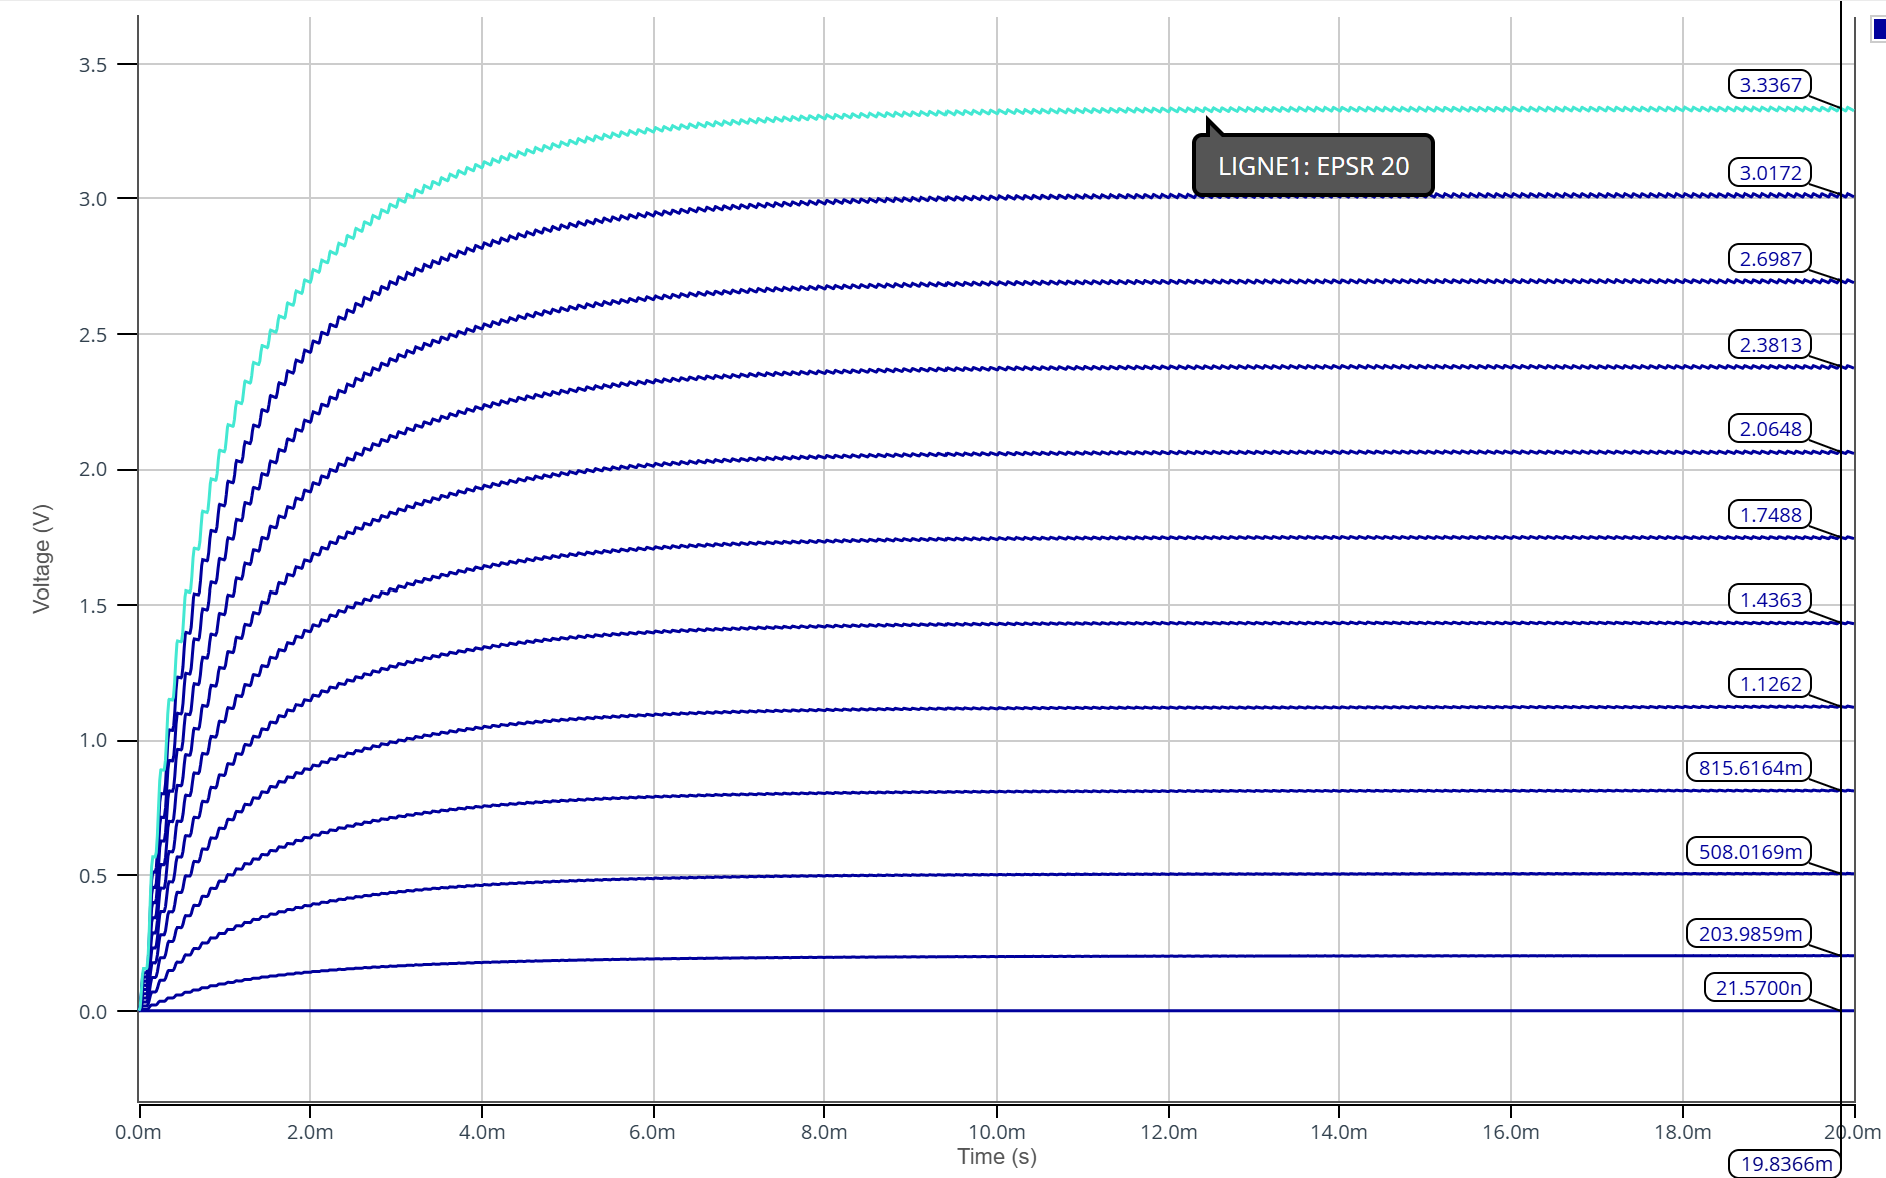 3.5
3.0
2.5
2.0
1.5
1.0
0.5
0.0
Voltage (V)
3.3367
LIGNE1: EPSR 20
3.0172
2.6987
2.3813
2.0648
1.7488
1.4363
1.1262
815.6164m
508.0169m
203.9859m
21.5700n
0.0m 2.0m 4.0m 6.0m 8.0m 10.0m 12.0m 14.0m 16.0m 18.0m 20.0m
Time (s)
19.8366m